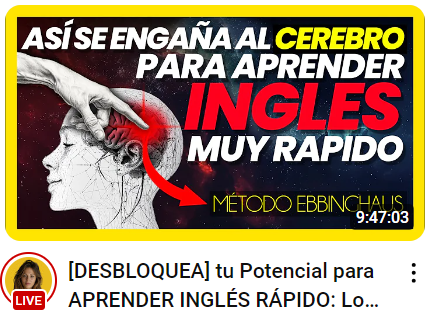 ASÍ SE ENGAÑA AL CEREBRO
PARA APRENDER
INGLES
MUY RAPIDO
MÉTODO EBBINGHAUS
9:47:03
[DESBLOQUEA] tu Potencial para
APRENDER INGLÉS RÁPIDO: Lo...
LIVE